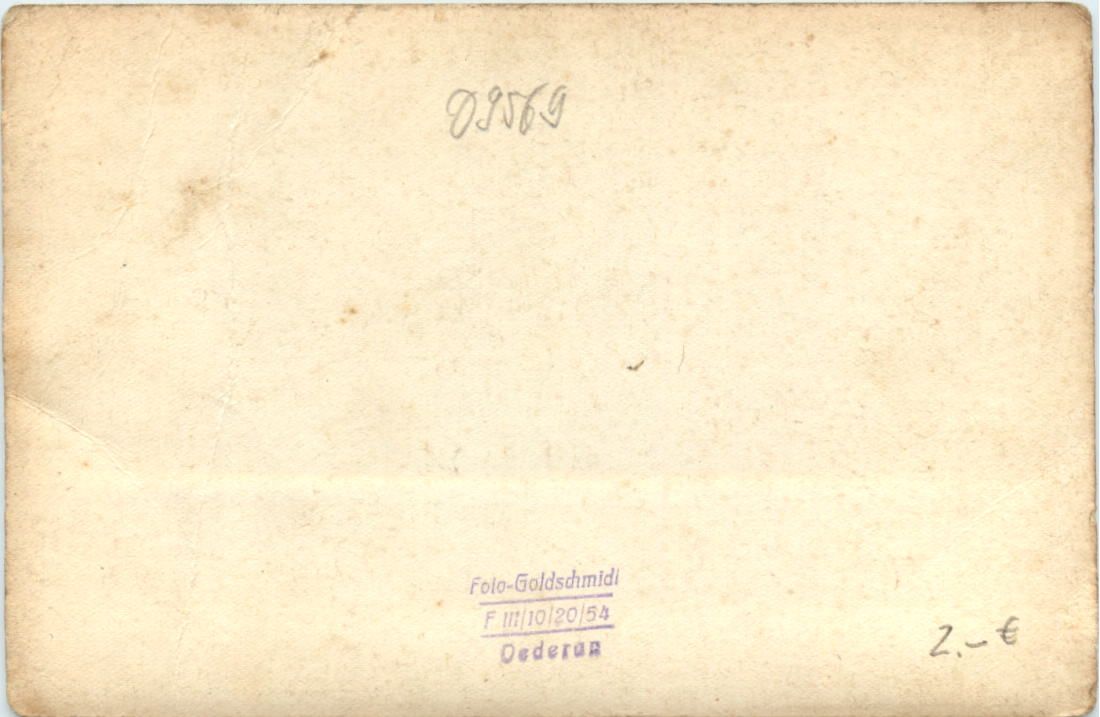 09569
Foto-Goldschmidt
F III/10/20/54
Oederan
2.-€